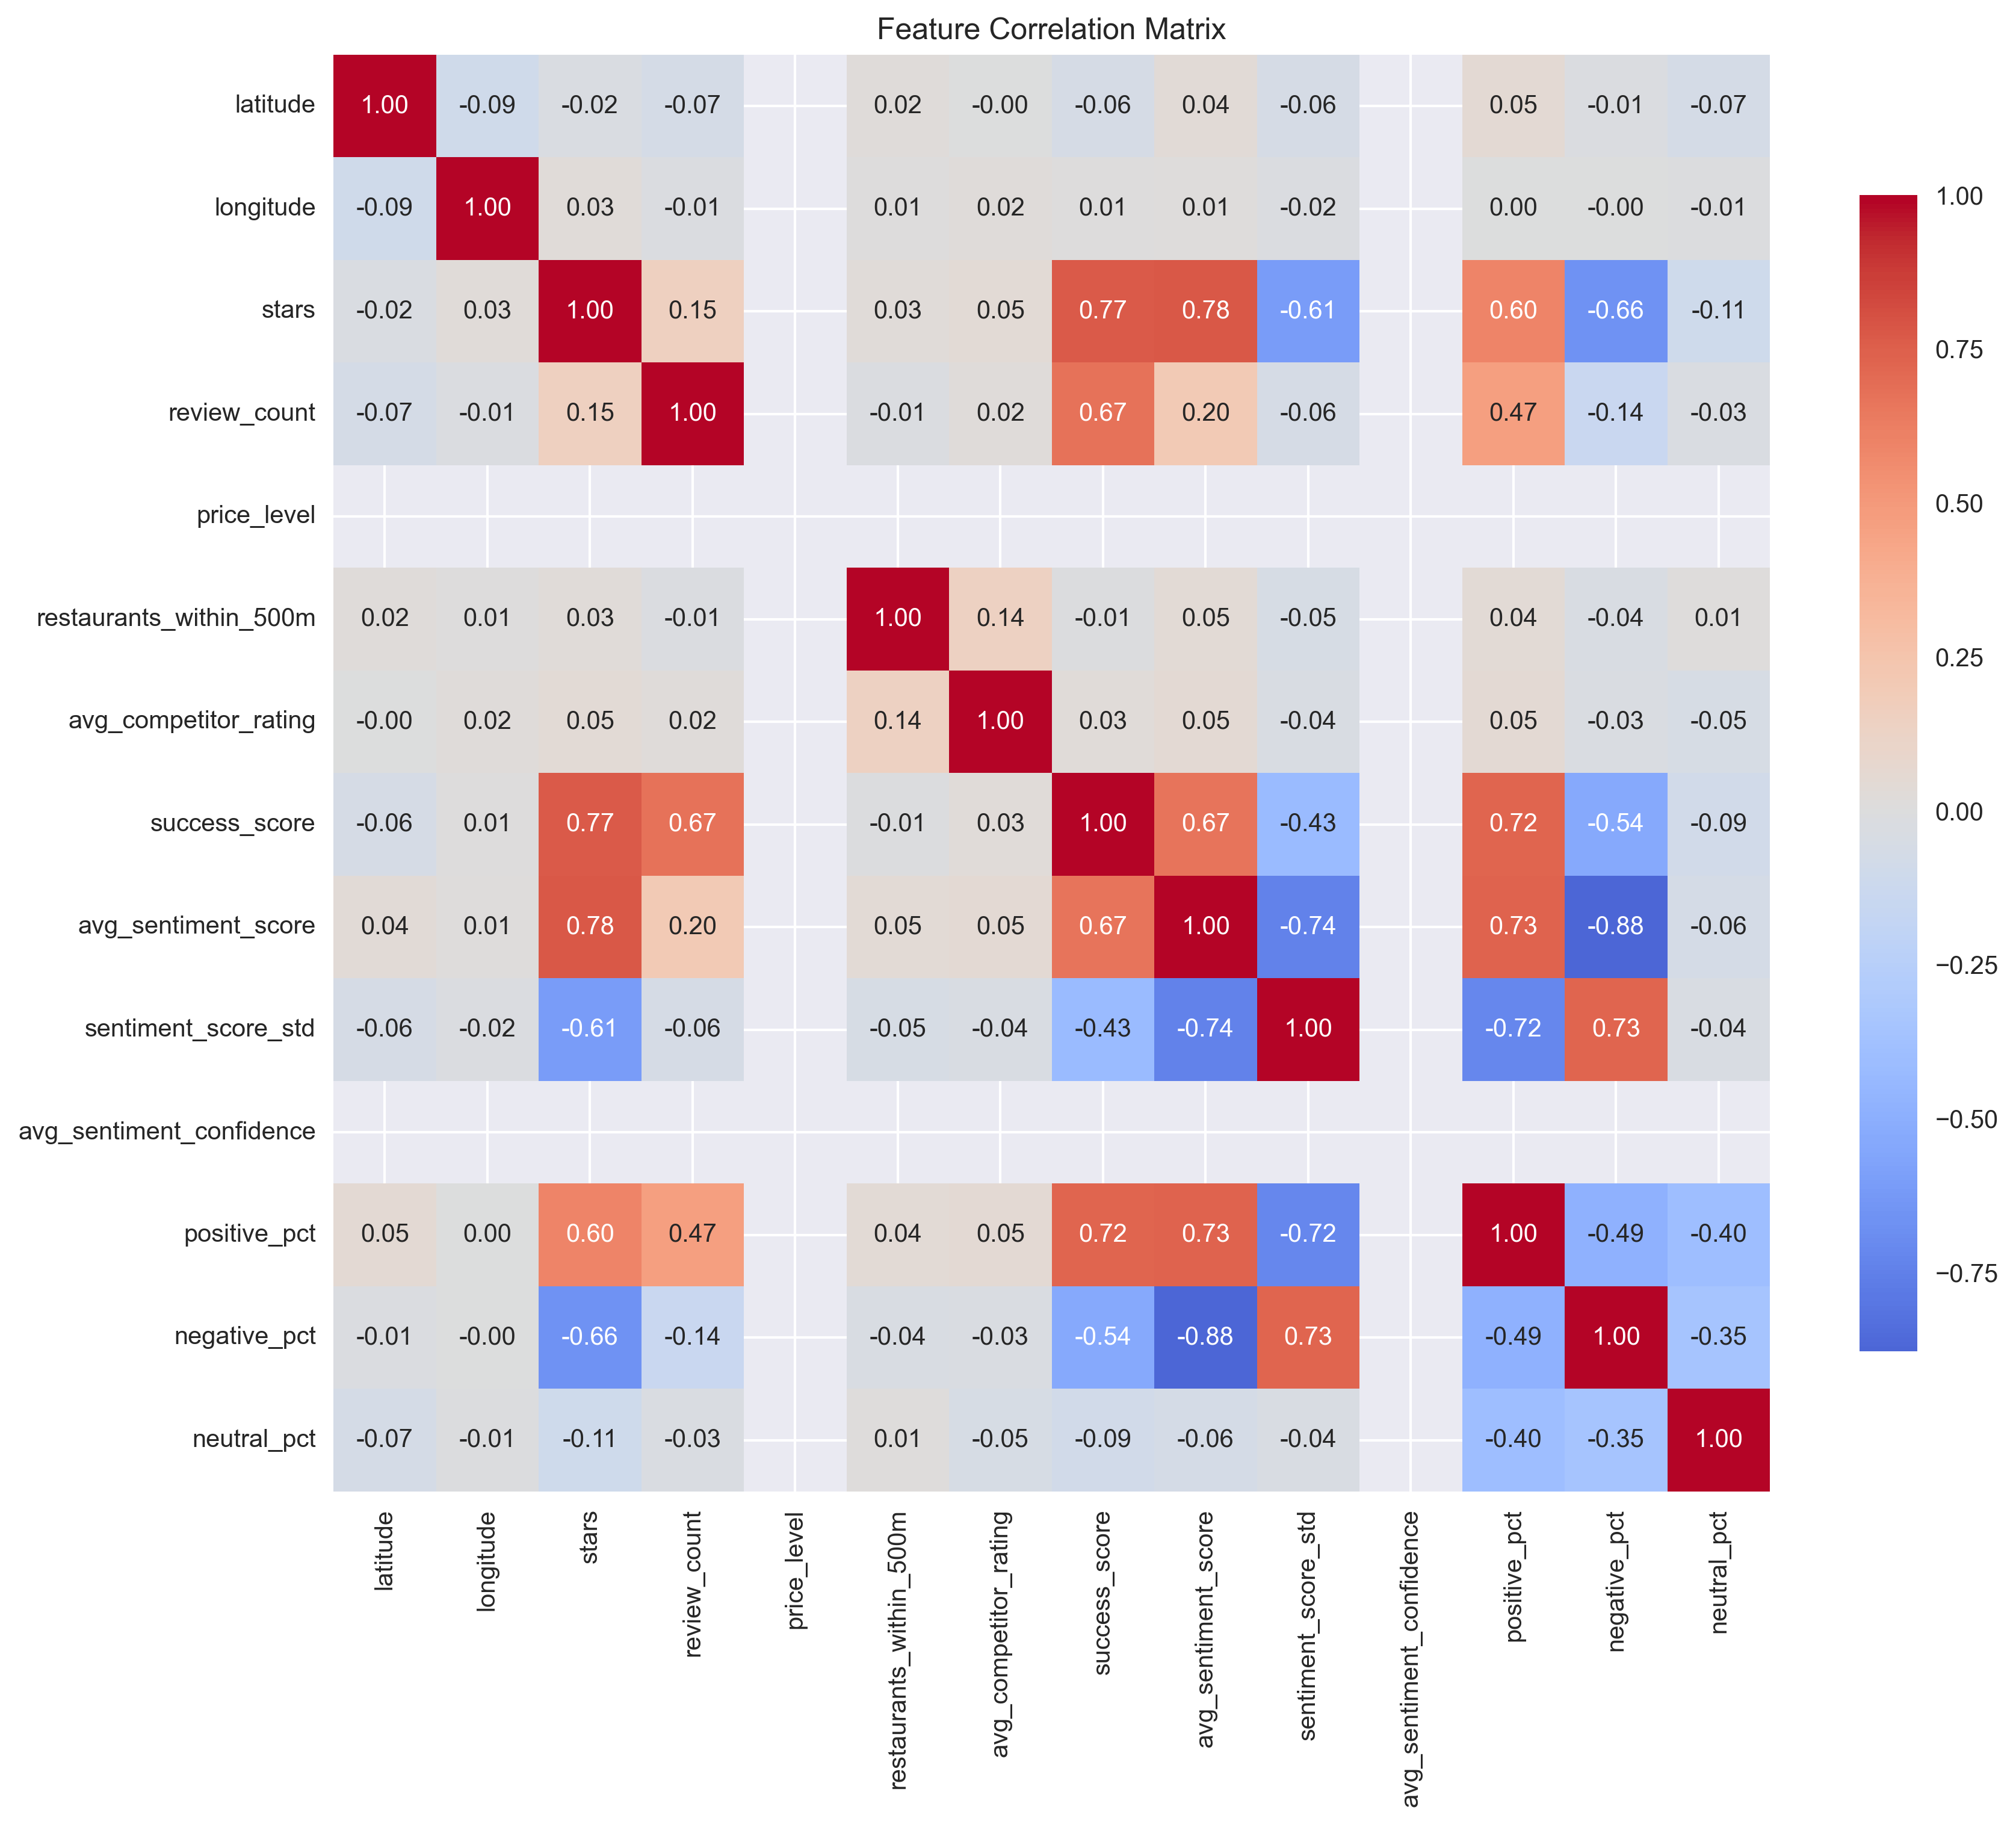 Feature Correlation Matrix
latitude 1.00 -0.09 -0.02 -0.07 0.02 -0.00 -0.06 0.04 -0.06 0.05 -0.01 -0.07
longitude -0.09 1.00 0.03 -0.01 0.01 0.02 0.01 0.01 -0.02 0.00 -0.00 -0.01
stars -0.02 0.03 1.00 0.15 0.03 0.05 0.77 0.78 -0.61 0.60 -0.66 -0.11
review_count -0.07 -0.01 0.15 1.00 -0.01 0.02 0.67 0.20 -0.06 0.47 -0.14 -0.03
price_level
restaurants_within_500m 0.02 0.01 0.03 -0.01 1.00 0.14 -0.01 0.05 -0.05 0.04 -0.04 0.01
avg_competitor_rating -0.00 0.02 0.05 0.02 0.14 1.00 0.03 0.05 -0.04 0.05 -0.03 -0.05
success_score -0.06 0.01 0.77 0.67 -0.01 0.03 1.00 0.67 -0.43 0.72 -0.54 -0.09
avg_sentiment_score 0.04 0.01 0.78 0.20 0.05 0.05 0.67 1.00 -0.74 0.73 -0.88 -0.06
sentiment_score_std -0.06 -0.02 -0.61 -0.06 -0.05 -0.04 -0.43 -0.74 1.00 -0.72 0.73 -0.04
avg_sentiment_confidence
positive_pct 0.05 0.00 0.60 0.47 0.04 0.05 0.72 0.73 -0.72 1.00 -0.49 -0.40
negative_pct -0.01 -0.00 -0.66 -0.14 -0.04 -0.03 -0.54 -0.88 0.73 -0.49 1.00 -0.35
neutral_pct -0.07 -0.01 -0.11 -0.03 0.01 -0.05 -0.09 -0.06 -0.04 -0.40 -0.35 1.00
latitude
longitude
stars
review_count
price_level
restaurants_within_500m
avg_competitor_rating
success_score
avg_sentiment_score
sentiment_score_std
avg_sentiment_confidence
positive_pct
negative_pct
neutral_pct
1.00
0.75
0.50
0.25
0.00
−0.25
−0.50
−0.75